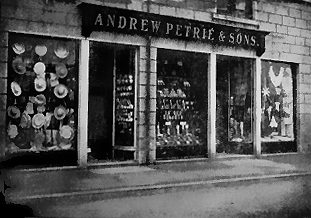 ANDREW PETRIE & SONS.